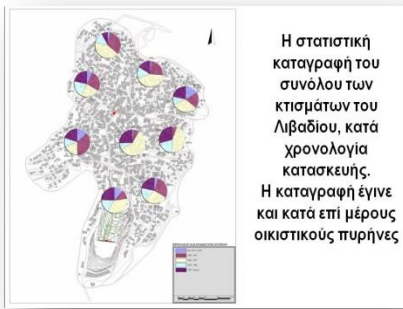 Η στατιστική
καταγραφή του
συνόλου των
κτισμάτων του
Λιβαδίου, κατά
χρονολογία
κατασκευής.
Η καταγραφή έγινε
και κατά επί μέρους
οικιστικούς πυρήνες